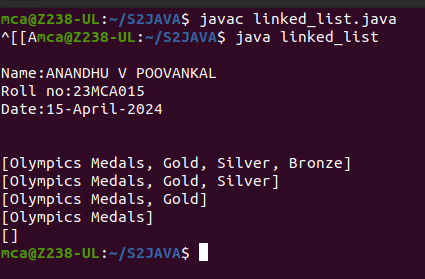 mca@Z238-UL:~/S2JAVA$ javac linked_list.java
^[[Amca@Z238-UL:~/S2JAVA$ java linked_list
Name:ANANDHU V POOVANKAL
Roll no:23MCA015
Date:15-April-2024
[Olympics Medals, Gold, Silver, Bronze]
[Olympics Medals, Gold, Silver]
[Olympics Medals, Gold]
[Olympics Medals]
[]
mca@Z238-UL:~/S2JAVA$